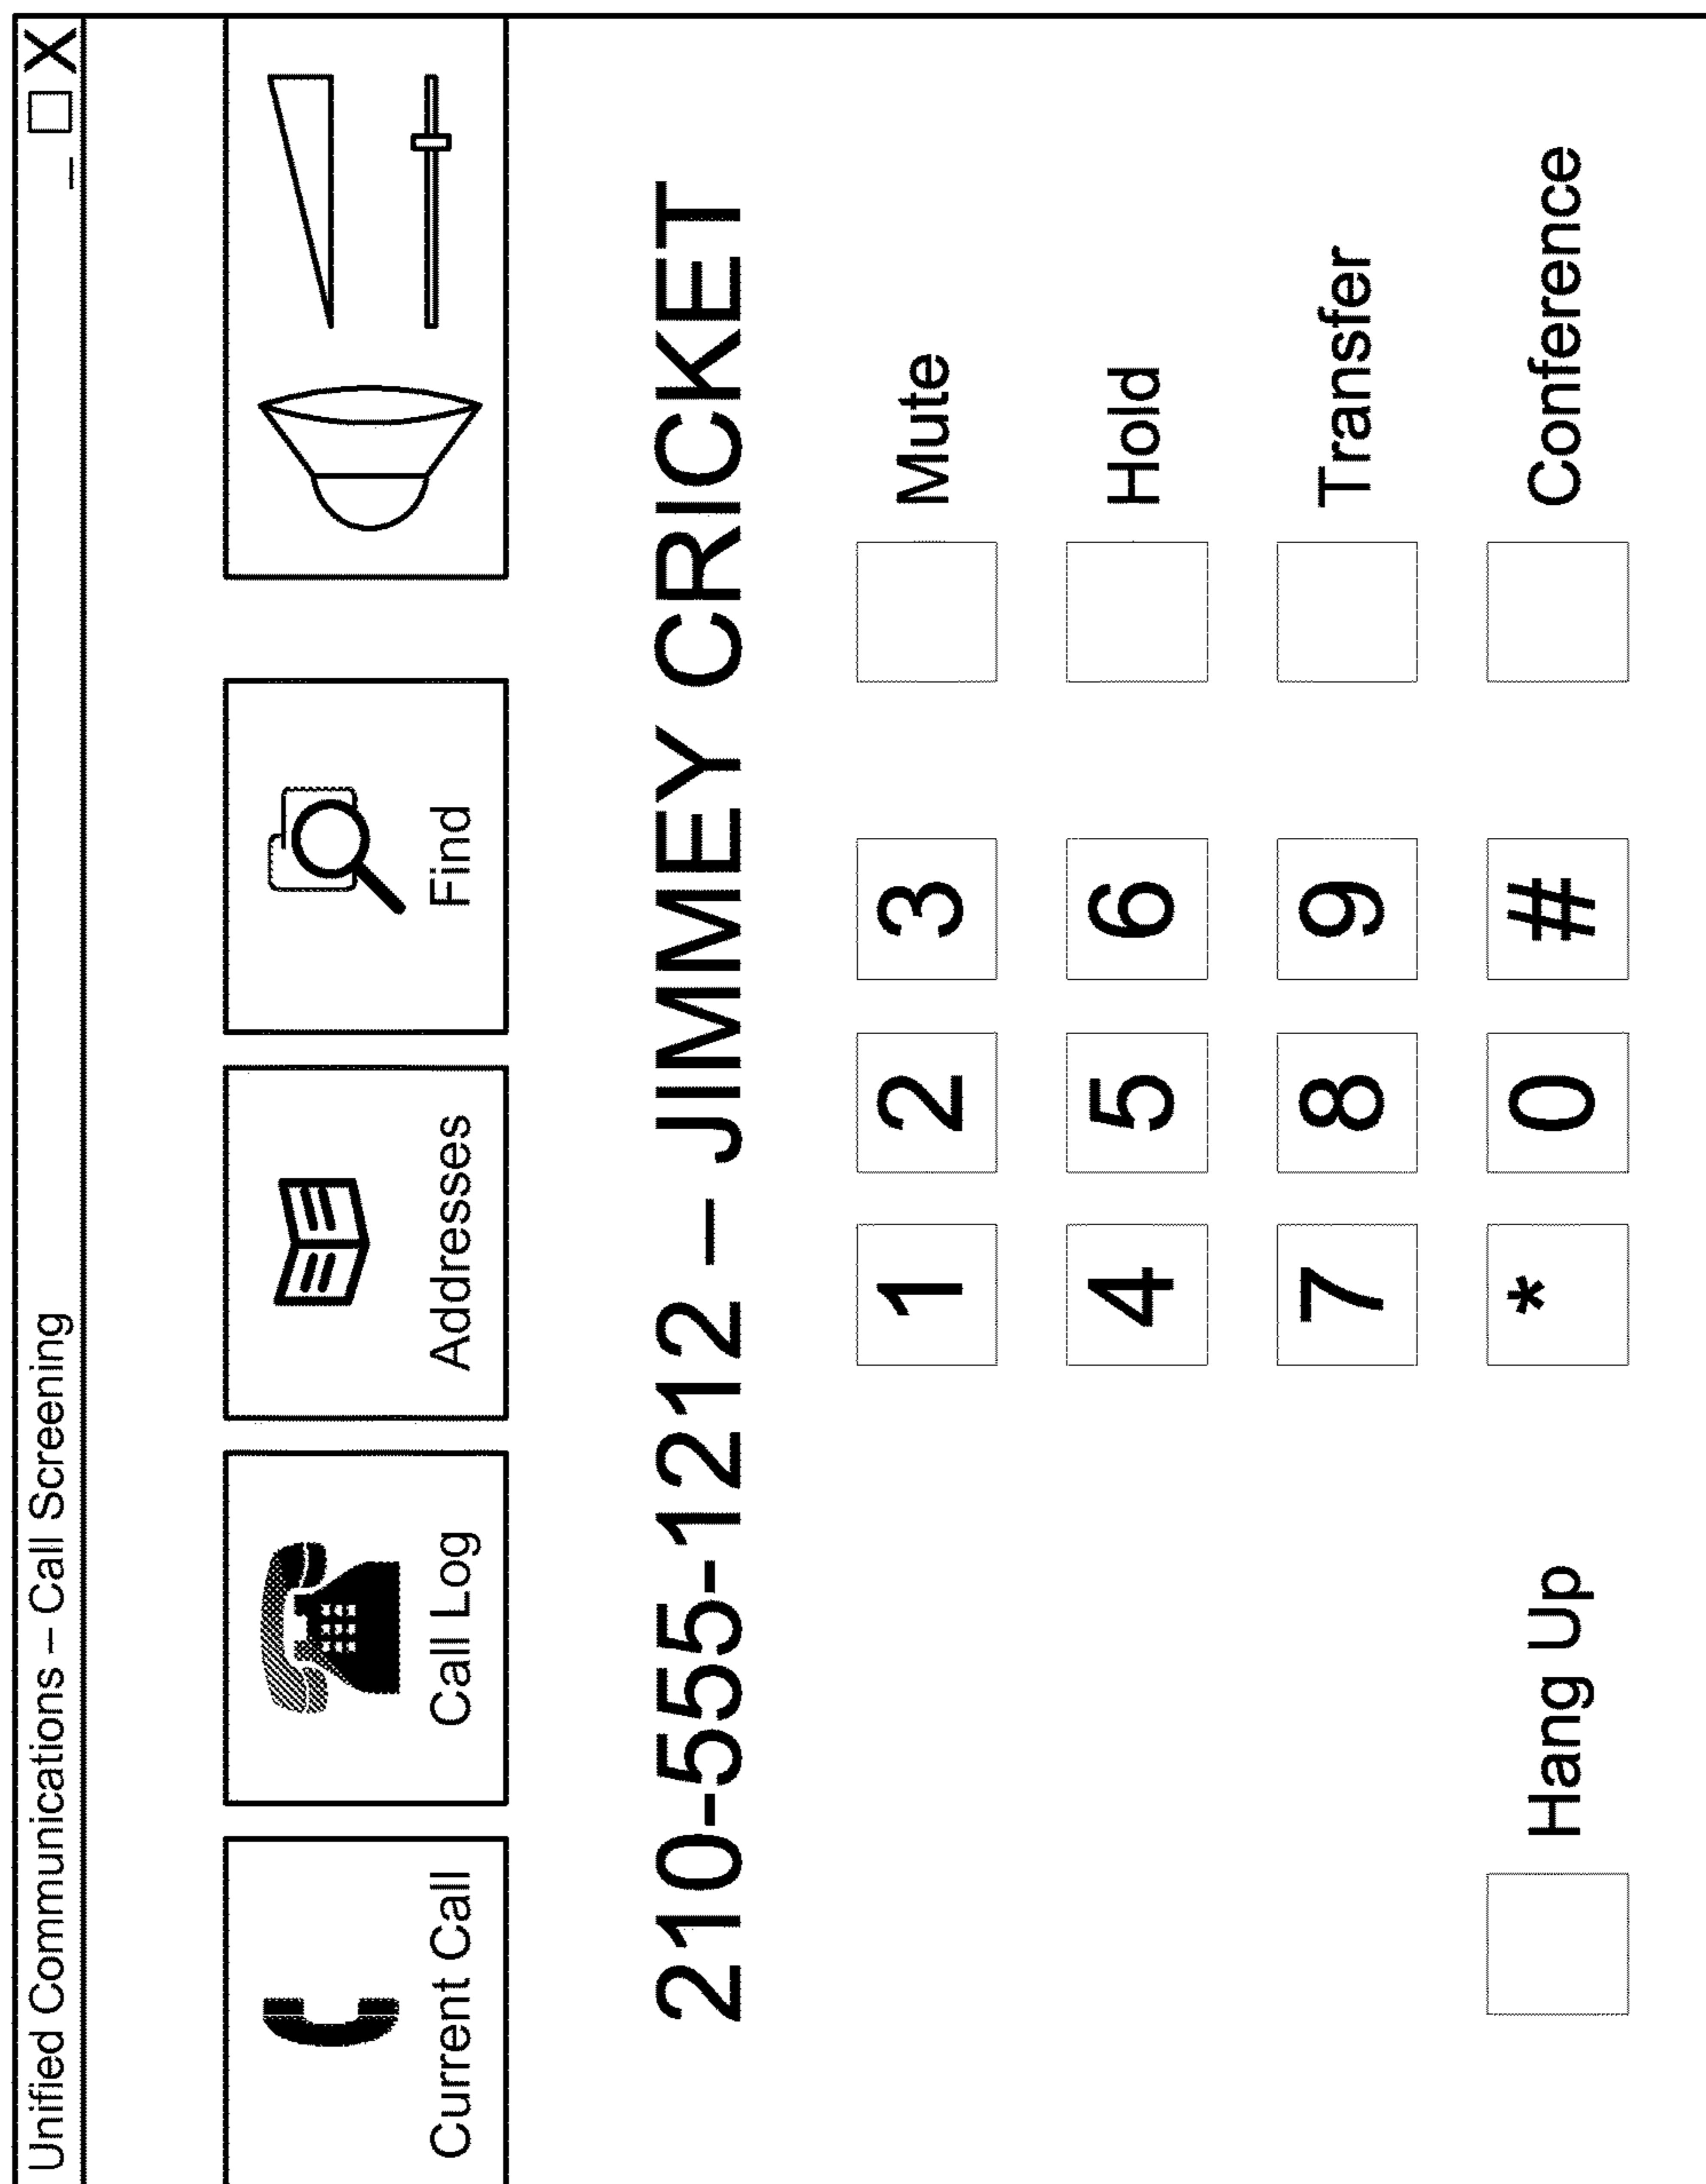 Unified Communications – Call Screening _ □ X
Current Call Call Log Addresses Find
210-555-1212 – JIMMEY CRICKET
1 2 3 Mute
4 5 6 Hold
7 8 9 Transfer
Hang Up * 0 # Conference